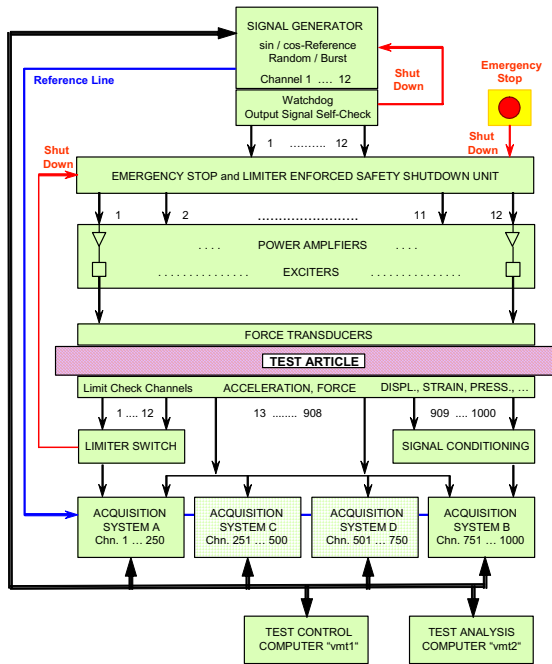 SIGNAL GENERATOR
sin / cos-Reference
Random / Burst
Channel 1 .... 12
Reference Line
Shut
Down
Emergency
Stop
Watchdog
Output Signal Self-Check
Shut
Down
1 .......... 12
Shut
Down
EMERGENCY STOP and LIMITER ENFORCED SAFETY SHUTDOWN UNIT
1 2 ............................ 11 12
.... POWER AMPLFIERS ....
............... EXCITERS ...............
FORCE TRANSDUCERS
TEST ARTICLE
Limit Check Channels ACCELERATION, FORCE DISPL., STRAIN, PRESS., ...
1 .... 12 13 ........ 908 909 .... 1000
LIMITER SWITCH
SIGNAL CONDITIONING
ACQUISITION
SYSTEM A
Chn. 1 ... 250
ACQUISITION
SYSTEM C
Chn. 251 ... 500
ACQUISITION
SYSTEM D
Chn. 501 ... 750
ACQUISITION
SYSTEM B
Chn. 751 ... 1000
TEST CONTROL
COMPUTER “vmt1”
TEST ANALYSIS
COMPUTER “vmt2”